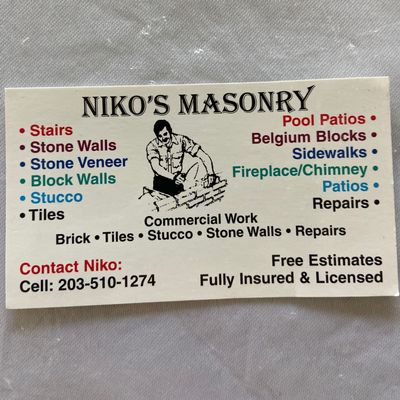 NIKO'S MASONRY
• Stairs
• Stone Walls
• Stone Veneer
• Block Walls
• Stucco
• Tiles
Pool Patios •
Belgium Blocks •
Sidewalks •
Fireplace/Chimney •
Patios •
Repairs •
Commercial Work
Brick • Tiles • Stucco • Stone Walls • Repairs
Contact Niko:
Cell: 203-510-1274
Free Estimates
Fully Insured & Licensed